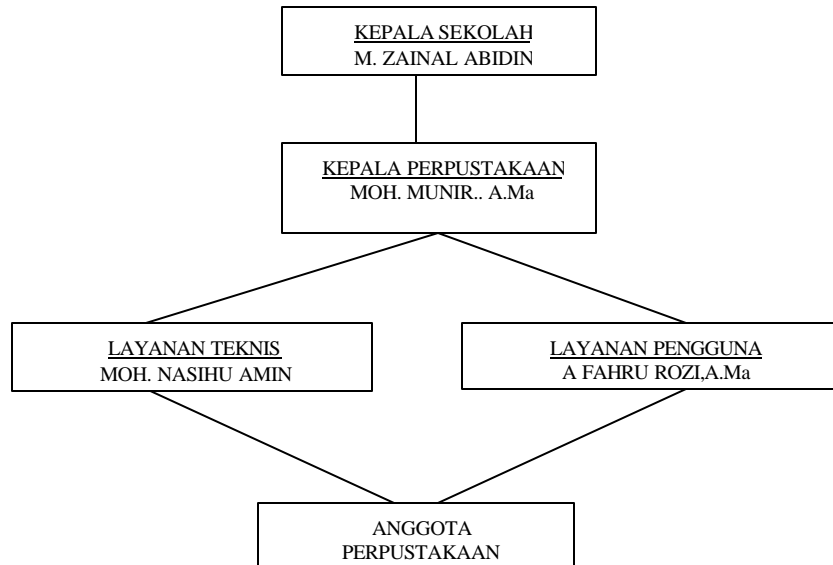 KEPALA SEKOLAH
M. ZAINAL ABIDIN
KEPALA PERPUSTAKAAN
MOH. MUNIR.. A.Ma
LAYANAN TEKNIS
MOH. NASIHU AMIN
LAYANAN PENGGUNA
A FAHRU ROZI,A.Ma
ANGGOTA
PERPUSTAKAAN